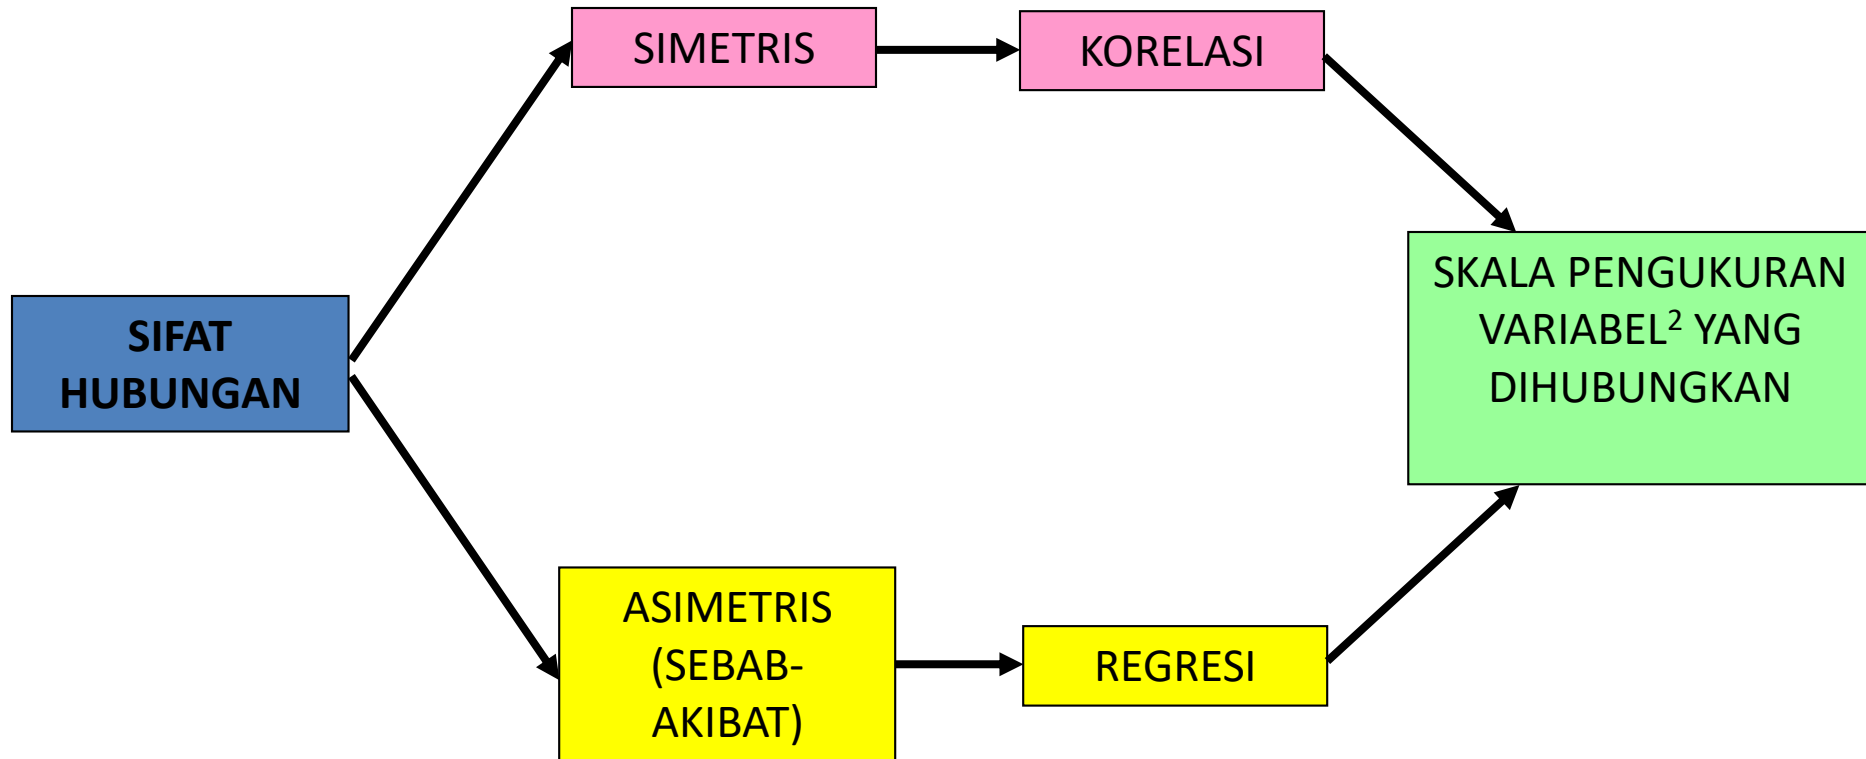 SIMETRIS
KORELASI
SIFAT
HUBUNGAN
SKALA PENGUKURAN
VARIABEL² YANG
DIHUBUNGKAN
ASIMETRIS
(SEBAB-
AKIBAT)
REGRESI